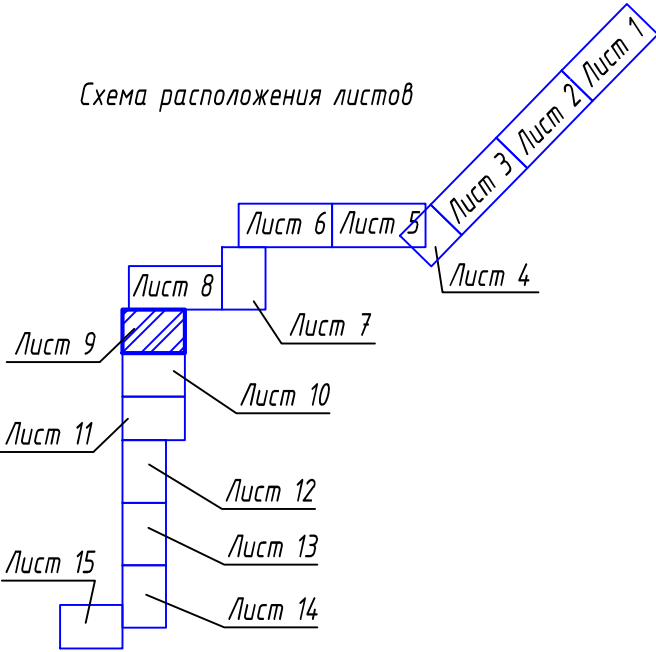 Схема расположения листов
Лист 1
Лист 2
Лист 3
Лист 4
Лист 5
Лист 6
Лист 7
Лист 8
Лист 9
Лист 10
Лист 11
Лист 12
Лист 13
Лист 14
Лист 15